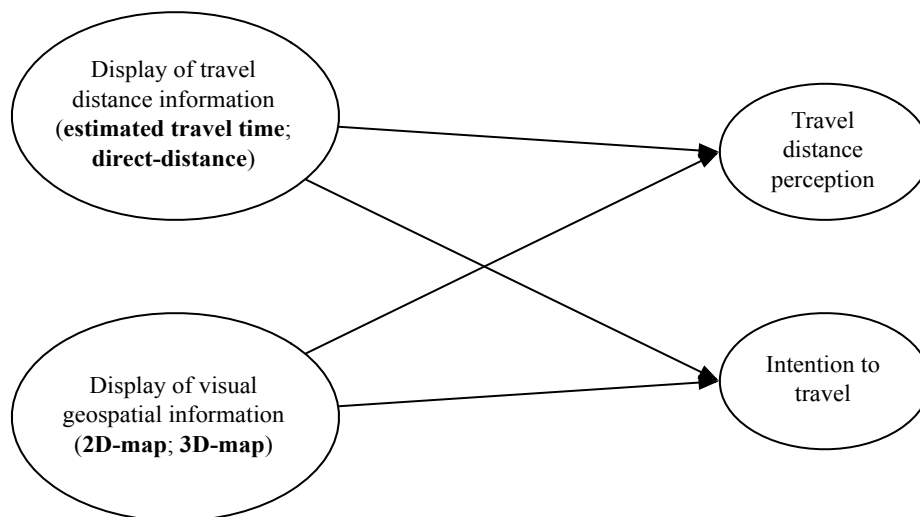 Display of travel
distance information
(estimated travel time;
direct-distance)
Travel
distance
perception
Display of visual
geospatial information
(2D-map; 3D-map)
Intention to
travel